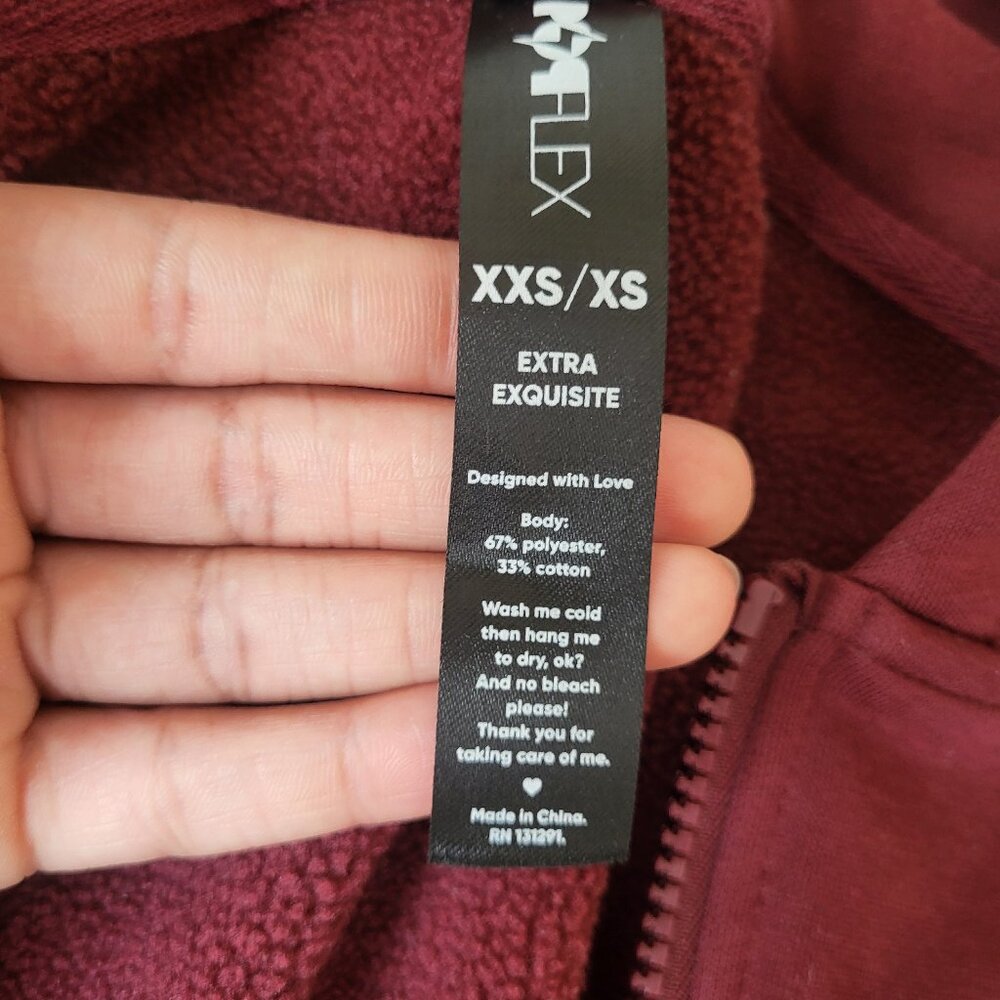 FLEX
XXS/XS
EXTRA
EXQUISITE
Designed with Love
Body:
67% polyester,
33% cotton
Wash me cold
then hang me
to dry, ok?
And no bleach
please!
Thank you for
taking care of me.
Made in China.
RN 131291.